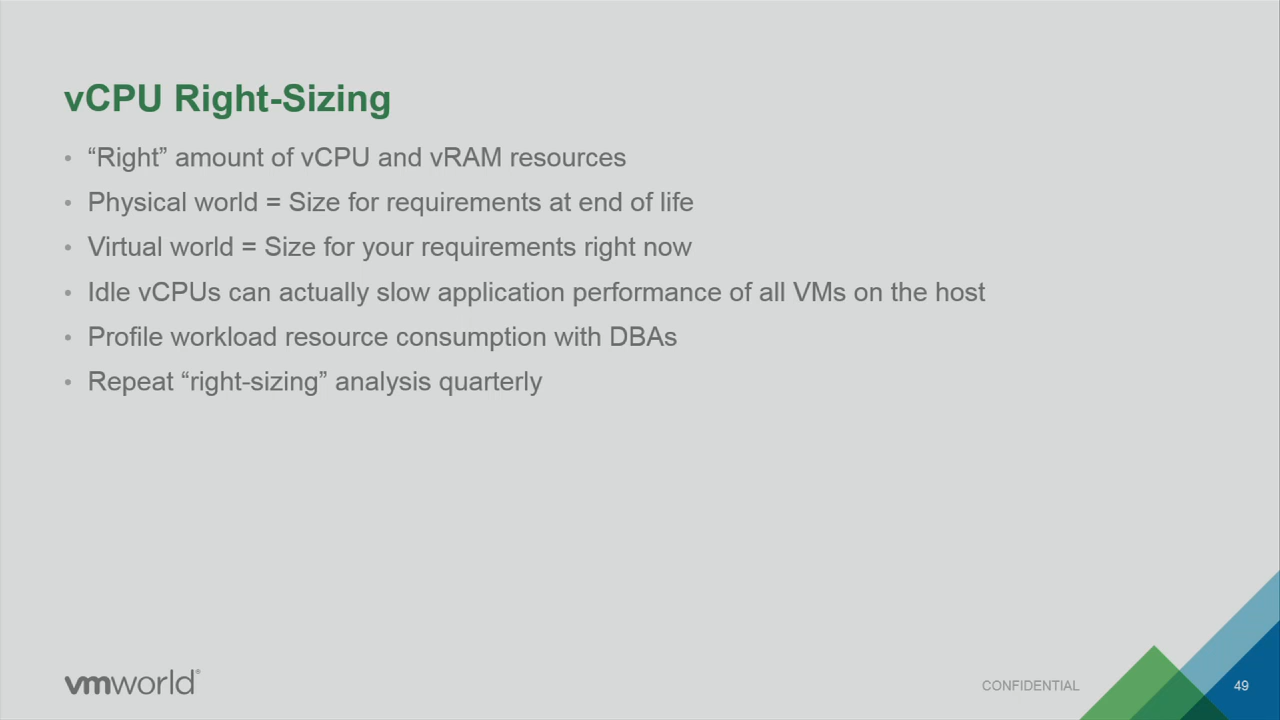 vCPU Right-Sizing
• “Right” amount of vCPU and vRAM resources
• Physical world = Size for requirements at end of life
• Virtual world = Size for your requirements right now
• Idle vCPUs can actually slow application performance of all VMs on the host
• Profile workload resource consumption with DBAs
• Repeat “right-sizing” analysis quarterly
vmworld®
CONFIDENTIAL
49